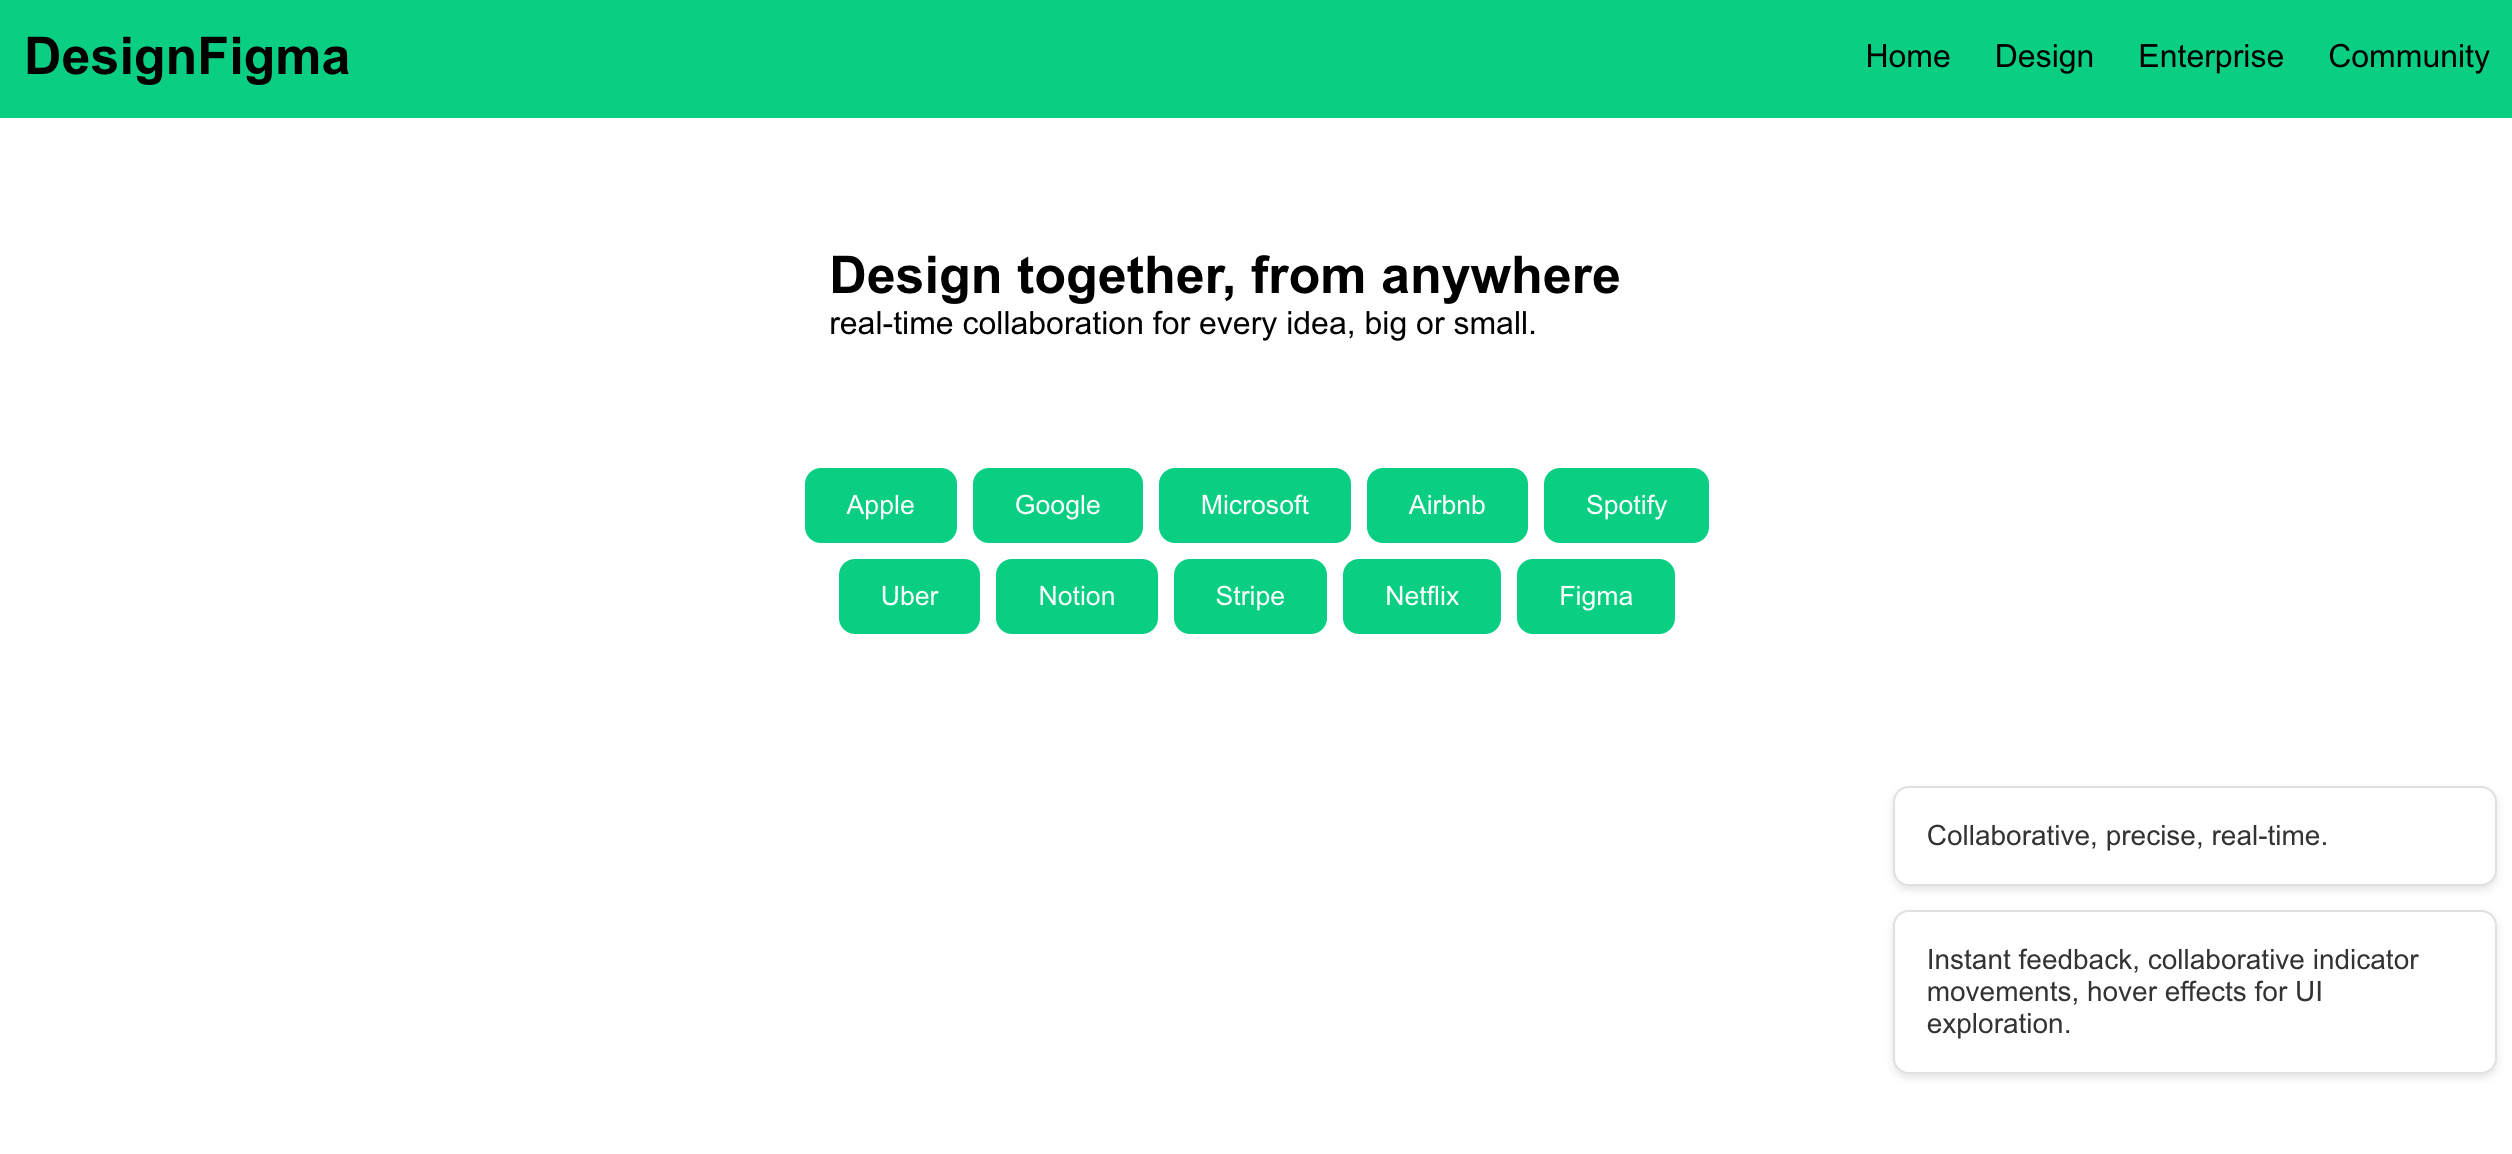 DesignFigma
Home Design Enterprise Community
Design together, from anywhere
real-time collaboration for every idea, big or small.
Apple Google Microsoft Airbnb Spotify
Uber Notion Stripe Netflix Figma
Collaborative, precise, real-time.
Instant feedback, collaborative indicator
movements, hover effects for UI
exploration.